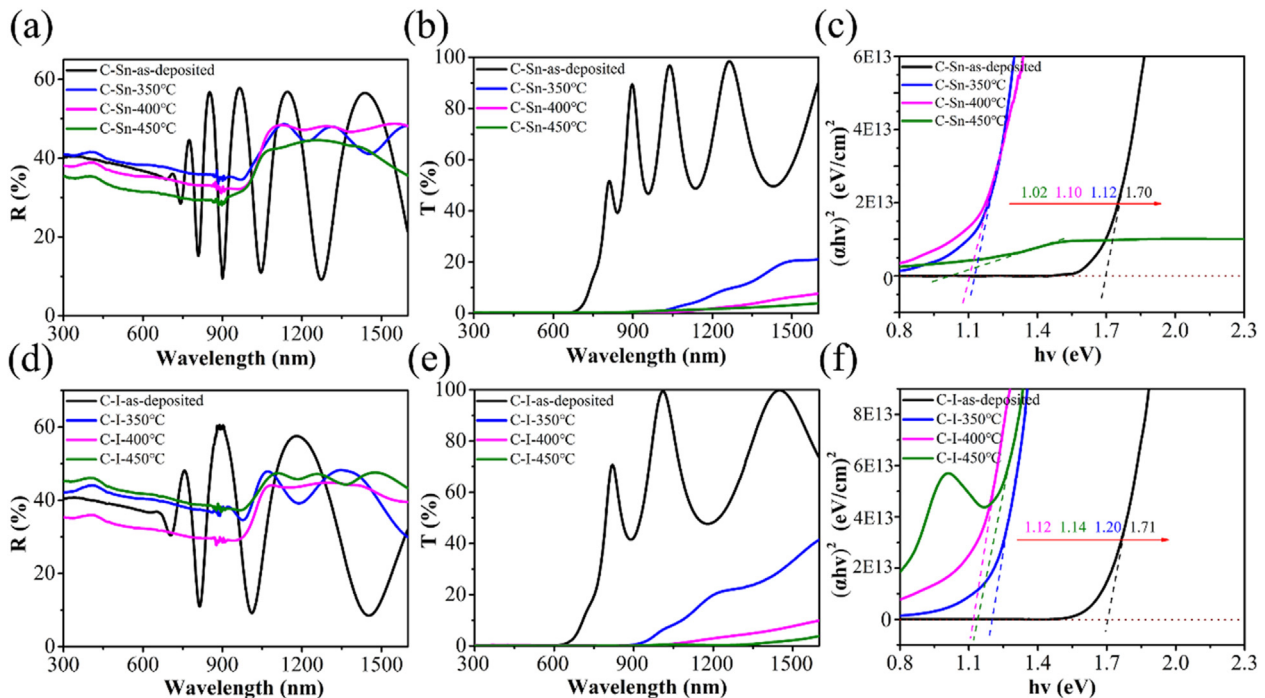 (a)
R (%)
60
40
20
0
C-Sn-as-deposited
C-Sn-350℃
C-Sn-400℃
C-Sn-450℃
300 600 900 1200 1500
Wavelength (nm)
(b)
T (%)
100
80
60
40
20
0
C-Sn-as-deposited
C-Sn-350℃
C-Sn-400℃
C-Sn-450℃
300 600 900 1200 1500
Wavelength (nm)
(c)
(αhv)² (eV/cm)²
6E13
4E13
2E13
0
C-Sn-as-deposited
C-Sn-350℃
C-Sn-400℃
C-Sn-450℃
1.02 1.10 1.12 1.70
0.8 1.1 1.4 1.7 2.0 2.3
hv (eV)
(d)
R (%)
60
40
20
0
C-I-as-deposited
C-I-350℃
C-I-400℃
C-I-450℃
300 600 900 1200 1500
Wavelength (nm)
(e)
T (%)
100
80
60
40
20
0
C-I-as-deposited
C-I-350℃
C-I-400℃
C-I-450℃
300 600 900 1200 1500
Wavelength (nm)
(f)
(αhv)² (eV/cm)²
8E13
6E13
4E13
2E13
0
C-I-as-deposited
C-I-350℃
C-I-400℃
C-I-450℃
1.12 1.14 1.20 1.71
0.8 1.1 1.4 1.7 2.0 2.3
hv (eV)